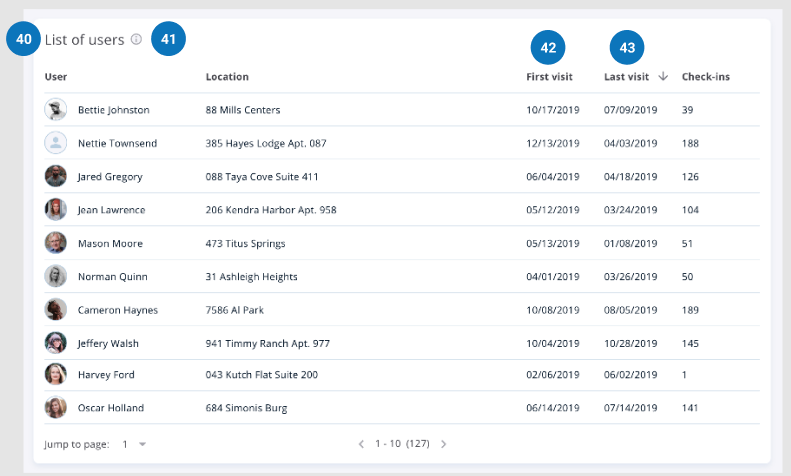 40 List of users 41
42 43
User Location First visit Last visit Check-ins
Bettie Johnston 88 Mills Centers 10/17/2019 07/09/2019 39
Nettie Townsend 385 Hayes Lodge Apt. 087 12/13/2019 04/03/2019 188
Jared Gregory 088 Taya Cove Suite 411 06/04/2019 04/18/2019 126
Jean Lawrence 206 Kendra Harbor Apt. 958 05/12/2019 03/24/2019 104
Mason Moore 473 Titus Springs 05/13/2019 01/08/2019 51
Norman Quinn 31 Ashleigh Heights 04/01/2019 03/26/2019 50
Cameron Haynes 7586 Al Park 10/08/2019 08/05/2019 189
Jeffery Walsh 941 Timmy Ranch Apt. 977 10/04/2019 10/28/2019 145
Harvey Ford 043 Kutch Flat Suite 200 02/06/2019 06/02/2019 1
Oscar Holland 684 Simonis Burg 06/14/2019 07/14/2019 141
Jump to page: 1 1 - 10 (127)